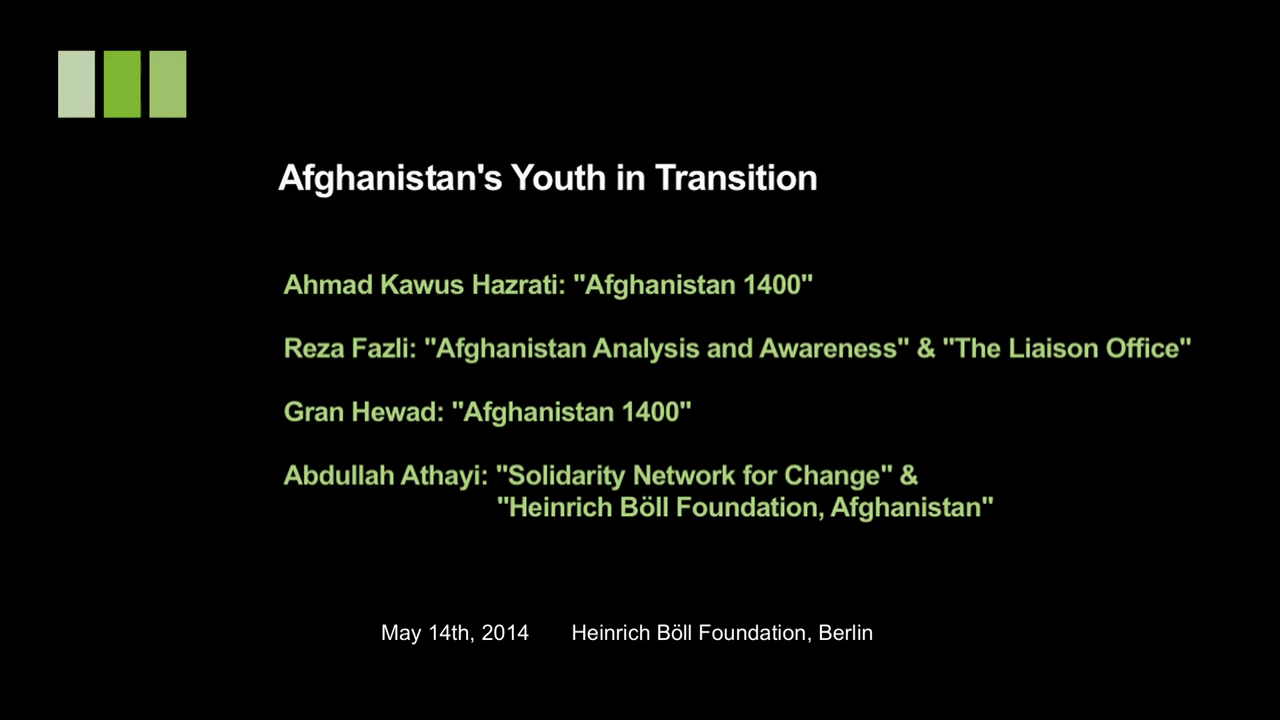 Afghanistan's Youth in Transition
Ahmad Kawus Hazrati: "Afghanistan 1400"
Reza Fazli: "Afghanistan Analysis and Awareness" & "The Liaison Office"
Gran Hewad: "Afghanistan 1400"
Abdullah Athayi: "Solidarity Network for Change" &
"Heinrich Böll Foundation, Afghanistan"
May 14th, 2014 Heinrich Böll Foundation, Berlin